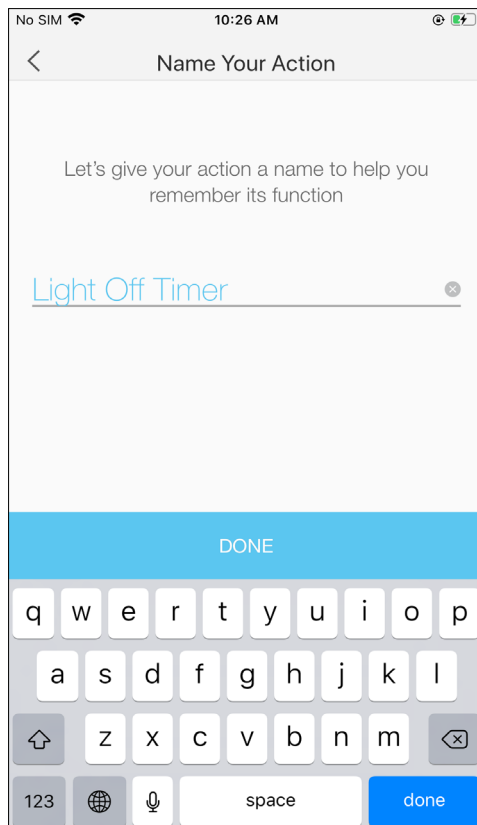 No SIM 10:26 AM
Name Your Action
Let's give your action a name to help you
remember its function
Light Off Timer
DONE
q w e r t y u i o p
a s d f g h j k l
z x c v b n m
123 space done